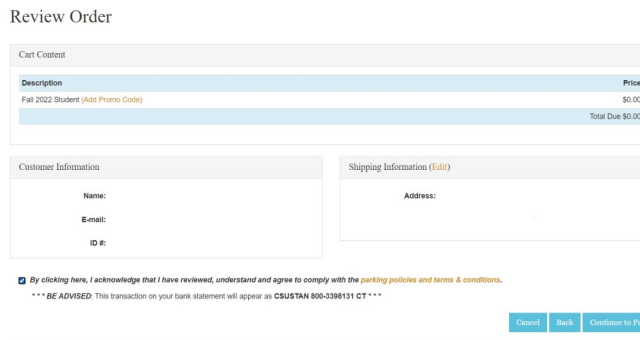 Review Order
Cart Content
Description Price
Fall 2022 Student (Add Promo Code) $0.00
Total Due $0.00
Customer Information
Shipping Information (Edit)
Name:
Address:
E-mail:
ID #:
By clicking here, I acknowledge that I have reviewed, understand and agree to comply with the parking policies and terms & conditions.
* * * BE ADVISED: This transaction on your bank statement will appear as CSUSTAN 800-3398131 CT * * *
Cancel Back Continue to Pa